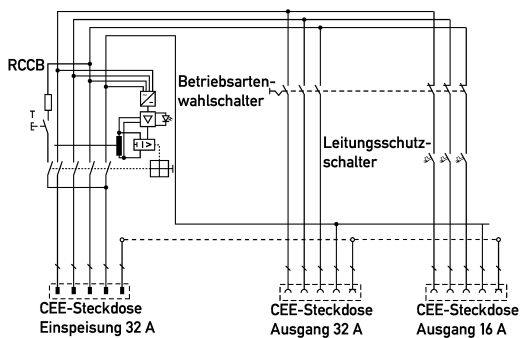 RCCB
T
Betriebsarten-
wahlschalter
Leitungsschutz-
schalter
I >
CEE-Steckdose
Einspeisung 32 A
CEE-Steckdose
Ausgang 32 A
CEE-Steckdose
Ausgang 16 A